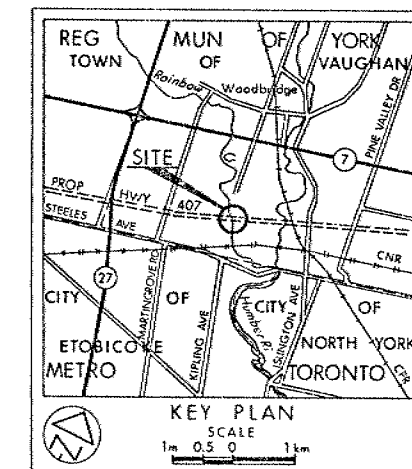 REG MUN OF YORK
TOWN OF VAUGHAN
Rainbow
C
Woodbridge
PINE VALLEY DR
7
SITE
PROP HWY 407
STEELES AVE
CNR
27
MARTINGROVE RD
KIPLING AVE
Humber R.
ISLINGTON AVE
CITY OF
ETOBICOKE
CITY OF
NORTH YORK
METRO TORONTO
CPR
N
KEY PLAN
SCALE
1m 0.5 0 1km